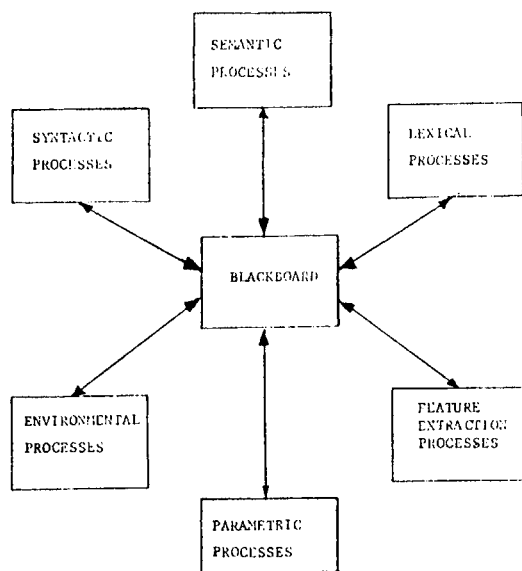 SEMANTIC
PROCESSES
SYNTACTIC
PROCESSES
LEXICAL
PROCESSES
BLACKBOARD
ENVIRONMENTAL
PROCESSES
FEATURE
EXTRACTION
PROCESSES
PARAMETRIC
PROCESSES